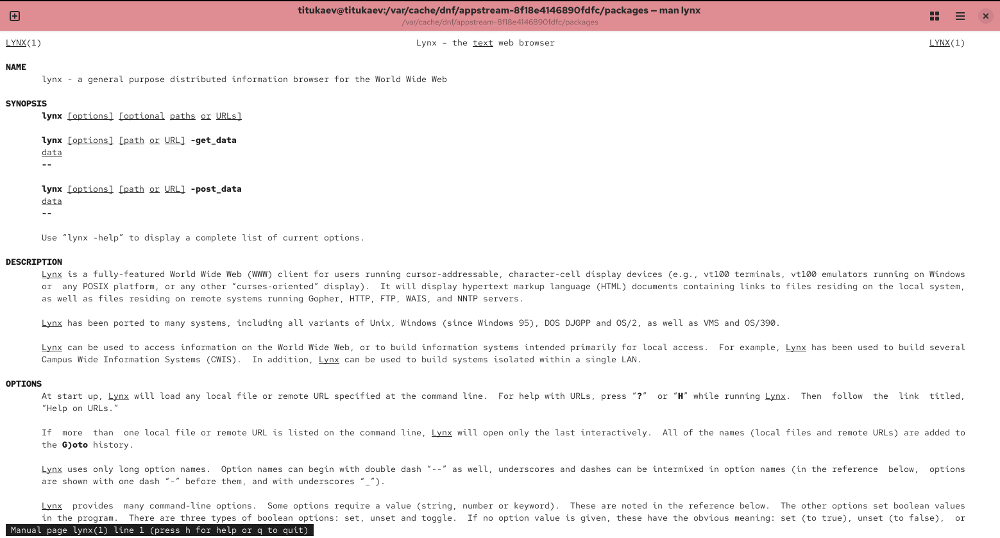 titukaev@titukaev:/var/cache/dnf/appstream-8f18e4146890fdfc/packages — man lynx
/var/cache/dnf/appstream-8f18e4146890fdfc/packages
LYNX(1) Lynx – the text web browser LYNX(1)
NAME
lynx - a general purpose distributed information browser for the World Wide Web
SYNOPSIS
lynx [options] [optional paths or URLs]
lynx [options] [path or URL] -get_data
data
--
lynx [options] [path or URL] -post_data
data
--
Use “lynx -help” to display a complete list of current options.
DESCRIPTION
Lynx is a fully-featured World Wide Web (WWW) client for users running cursor-addressable, character-cell display devices (e.g., vt100 terminals, vt100 emulators running on Windows
or  any POSIX platform, or any other “curses-oriented” display).  It will display hypertext markup language (HTML) documents containing links to files residing on the local system,
as well as files residing on remote systems running Gopher, HTTP, FTP, WAIS, and NNTP servers.
Lynx has been ported to many systems, including all variants of Unix, Windows (since Windows 95), DOS DJGPP and OS/2, as well as VMS and OS/390.
Lynx can be used to access information on the World Wide Web, or to build information systems intended primarily for local access.  For example, Lynx has been used to build several
Campus Wide Information Systems (CWIS).  In addition, Lynx can be used to build systems isolated within a single LAN.
OPTIONS
At start up, Lynx will load any local file or remote URL specified at the command line.  For help with URLs, press “?”  or “H” while running Lynx.  Then  follow  the  link  titled,
“Help on URLs.”
If  more  than  one local file or remote URL is listed on the command line, Lynx will open only the last interactively.  All of the names (local files and remote URLs) are added to
the G)oto history.
Lynx uses only long option names.  Option names can begin with double dash “--” as well, underscores and dashes can be intermixed in option names (in the reference  below,  options
are shown with one dash “-” before them, and with underscores “_”).
Lynx  provides  many command-line options.  Some options require a value (string, number or keyword).  These are noted in the reference below.  The other options set boolean values
in the program.  There are three types of boolean options: set, unset and toggle.  If no option value is given, these have the obvious meaning: set (to true), unset (to false),  or
Manual page lynx(1) line 1 (press h for help or q to quit)